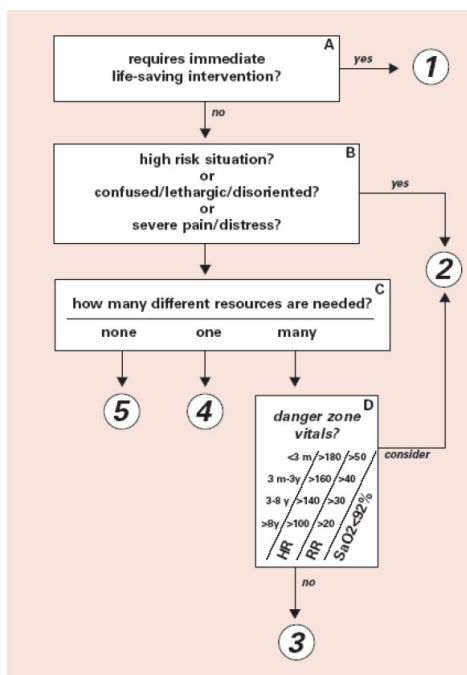 A
requires immediate
life-saving intervention?
yes
1
no
B
high risk situation?
or
confused/lethargic/disoriented?
or
severe pain/distress?
yes
2
C
how many different resources are needed?
none one many
5 4
D
danger zone
vitals?
<3 m >180 >50
3 m-3y >160 >40
3-8 y >140 >30
>8y >100 >20
HR RR SaO2<92%
consider
no
3